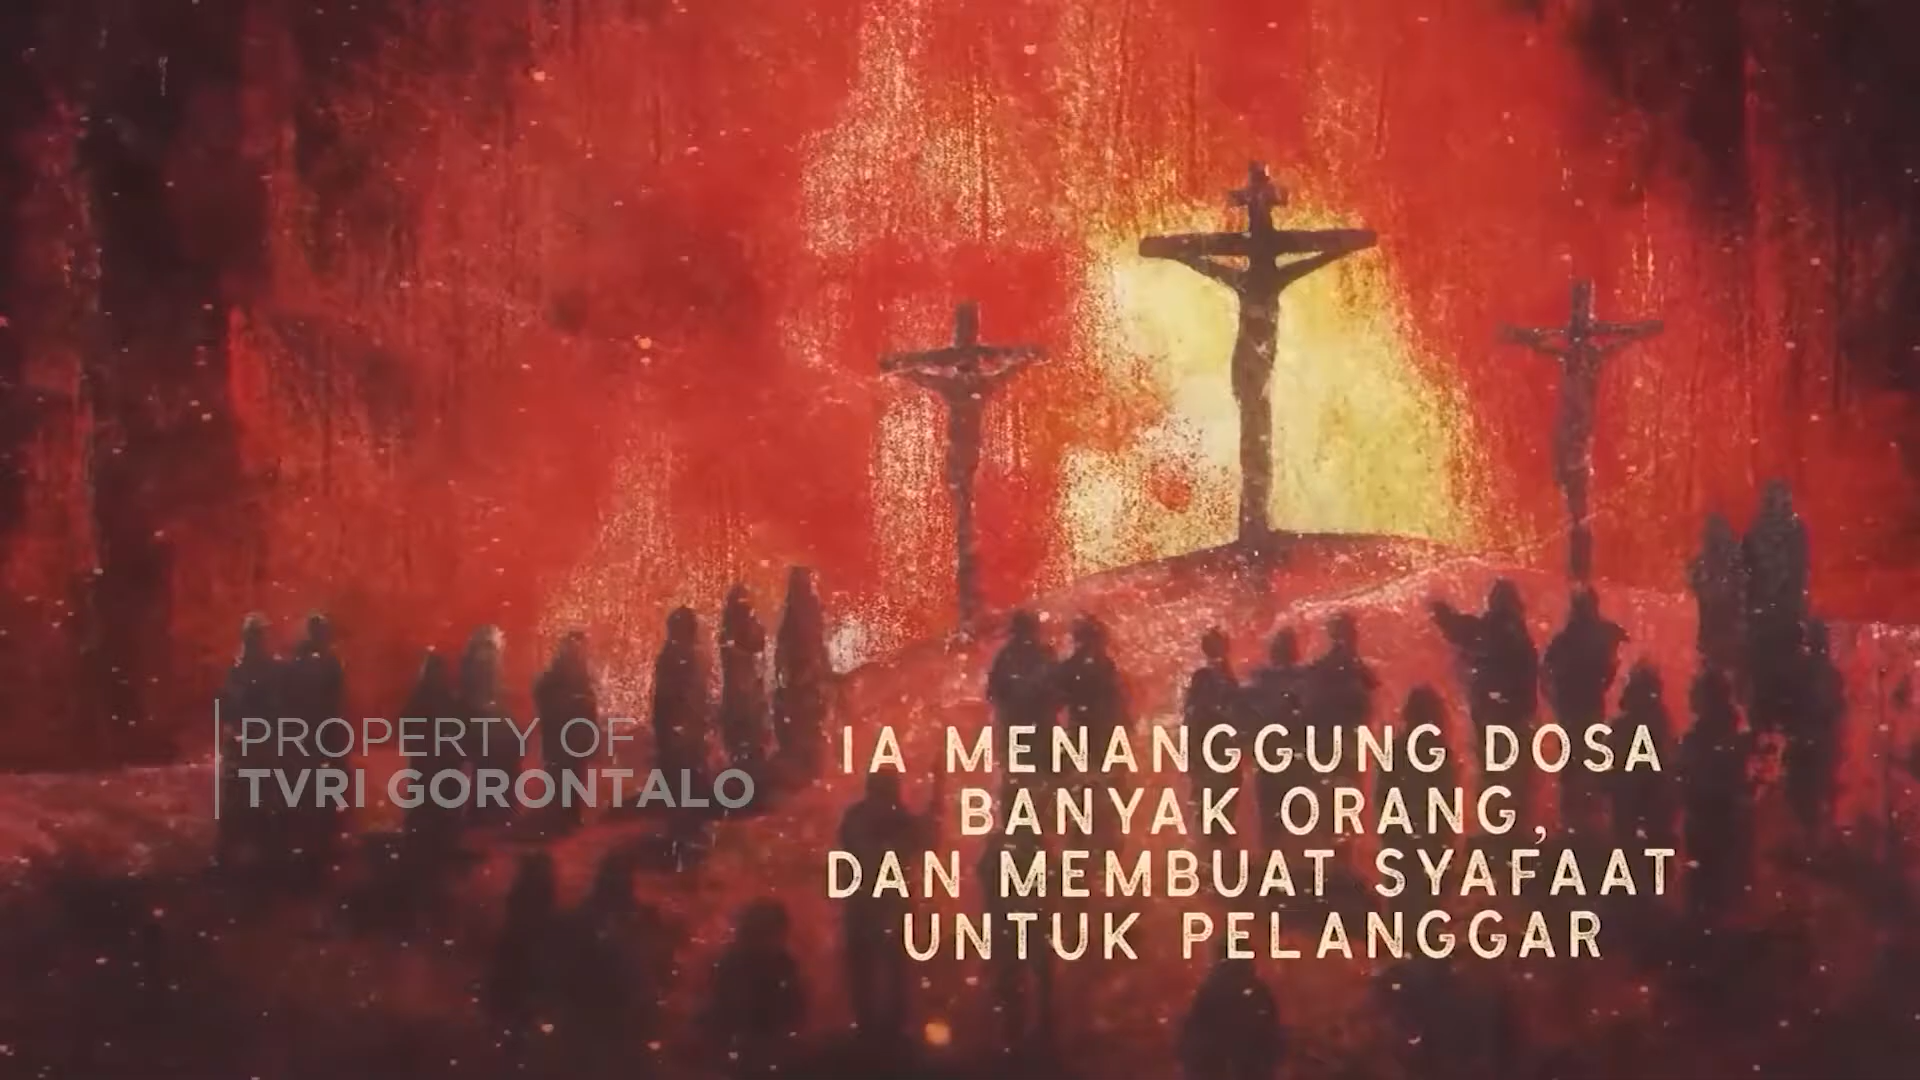 PROPERTY OF
TVRI GORONTALO
IA MENANGGUNG DOSA
BANYAK ORANG,
DAN MEMBUAT SYAFAAT
UNTUK PELANGGAR